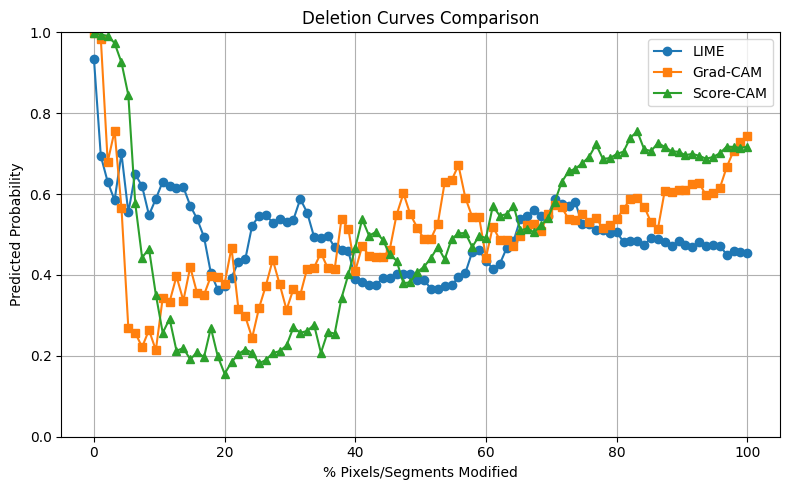 Deletion Curves Comparison
LIME
Grad-CAM
Score-CAM
Predicted Probability
1.0
0.8
0.6
0.4
0.2
0.0
0 20 40 60 80 100
% Pixels/Segments Modified